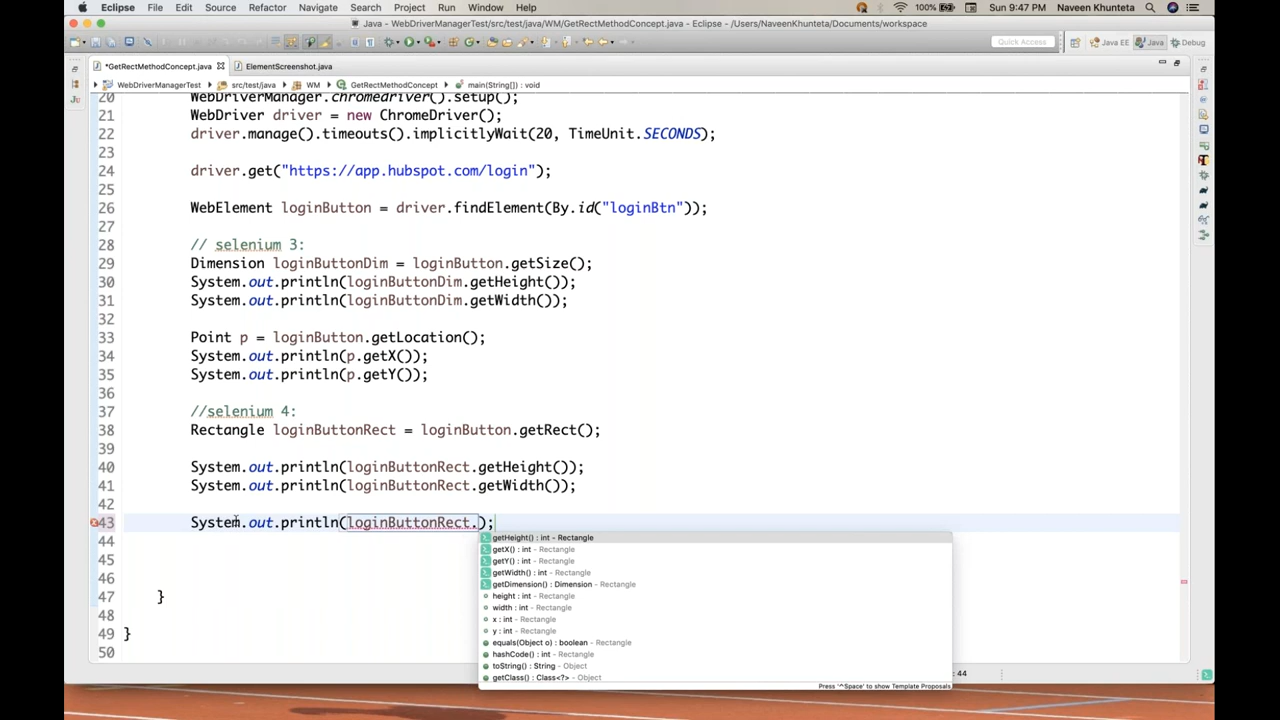 Eclipse File Edit Source Refactor Navigate Search Project Run Window Help 100% Sun 9:47 PM Naveen Khunteta
Java - WebDriverManagerTest/src/test/java/WM/GetRectMethodConcept.java - Eclipse - /Users/NaveenKhunteta/Documents/workspace
Quick Access Java EE Java Debug
*GetRectMethodConcept.java ElementScreenshot.java
WebDriverManagerTest src/test/java WM GetRectMethodConcept main(String[]) : void
20 WebDriverManager.chromedriver().setup();
21 WebDriver driver = new ChromeDriver();
22 driver.manage().timeouts().implicitlyWait(20, TimeUnit.SECONDS);
23
24 driver.get("https://app.hubspot.com/login");
25
26 WebElement loginButton = driver.findElement(By.id("loginBtn"));
27
28 // selenium 3:
29 Dimension loginButtonDim = loginButton.getSize();
30 System.out.println(loginButtonDim.getHeight());
31 System.out.println(loginButtonDim.getWidth());
32
33 Point p = loginButton.getLocation();
34 System.out.println(p.getX());
35 System.out.println(p.getY());
36
37 //selenium 4:
38 Rectangle loginButtonRect = loginButton.getRect();
39
40 System.out.println(loginButtonRect.getHeight());
41 System.out.println(loginButtonRect.getWidth());
42
43 System.out.println(loginButtonRect.);
getHeight() : int - Rectangle
44
getX() : int - Rectangle
getY() : int - Rectangle
45
getWidth() : int - Rectangle
46
getDimension() : Dimension - Rectangle
47 }
height : int - Rectangle
width : int - Rectangle
48
x : int - Rectangle
y : int - Rectangle
49 }
equals(Object o) : boolean - Rectangle
50
hashCode() : int - Rectangle
toString() : String - Object
getClass() : Class<?> - Object
: 44
Press '^Space' to show Template Proposals